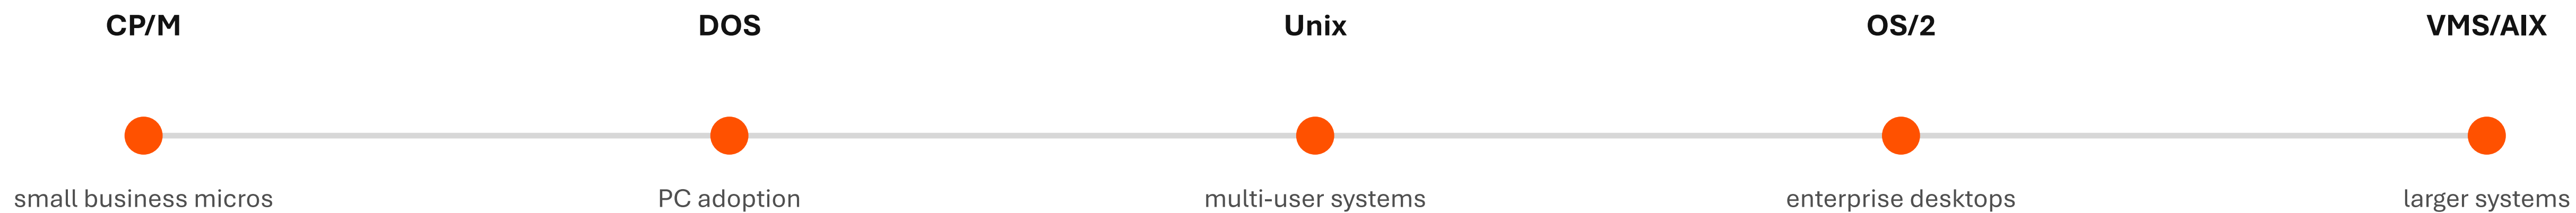 CP/M
DOS
Unix
OS/2
VMS/AIX
small business micros
PC adoption
multi-user systems
enterprise desktops
larger systems